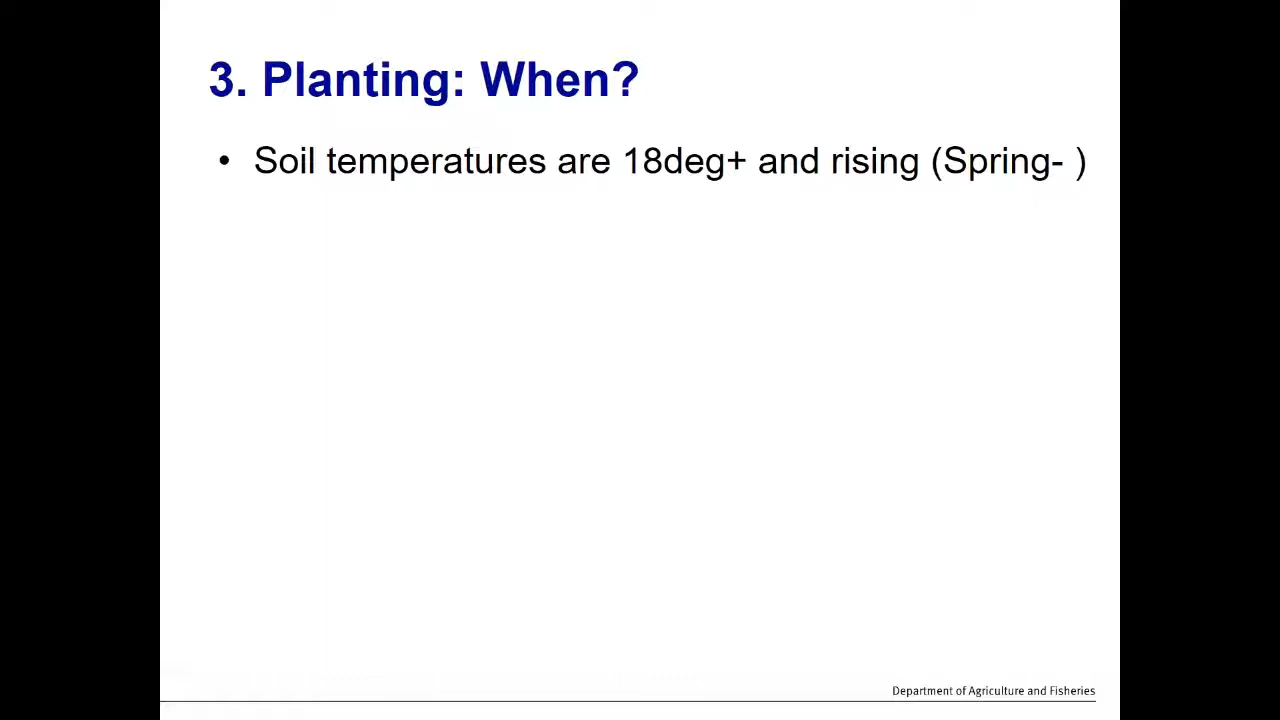 3. Planting: When?
• Soil temperatures are 18deg+ and rising (Spring- )
Department of Agriculture and Fisheries